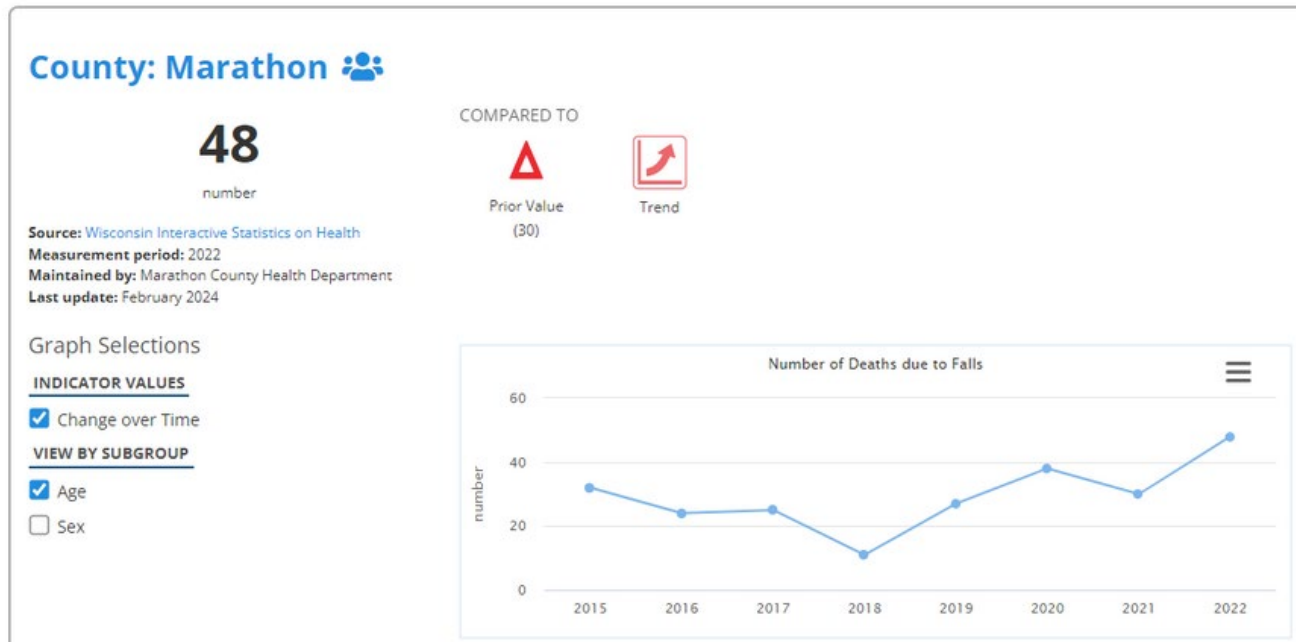 County: Marathon
48
number
COMPARED TO
Prior Value
(30)
Trend
Source: Wisconsin Interactive Statistics on Health
Measurement period: 2022
Maintained by: Marathon County Health Department
Last update: February 2024
Graph Selections
INDICATOR VALUES
Change over Time
VIEW BY SUBGROUP
Age
Sex
Number of Deaths due to Falls
number
60
40
20
0
2015 2016 2017 2018 2019 2020 2021 2022